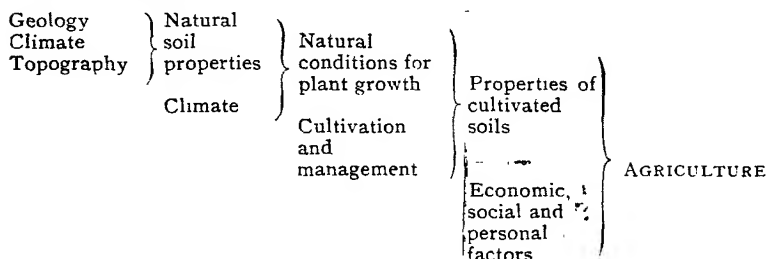 Geology
Climate
Topography
Natural
soil
properties
Climate
Natural
conditions for
plant growth
Cultivation
and
management
Properties of
cultivated
soils
Economic,
social and
personal
factors
AGRICULTURE